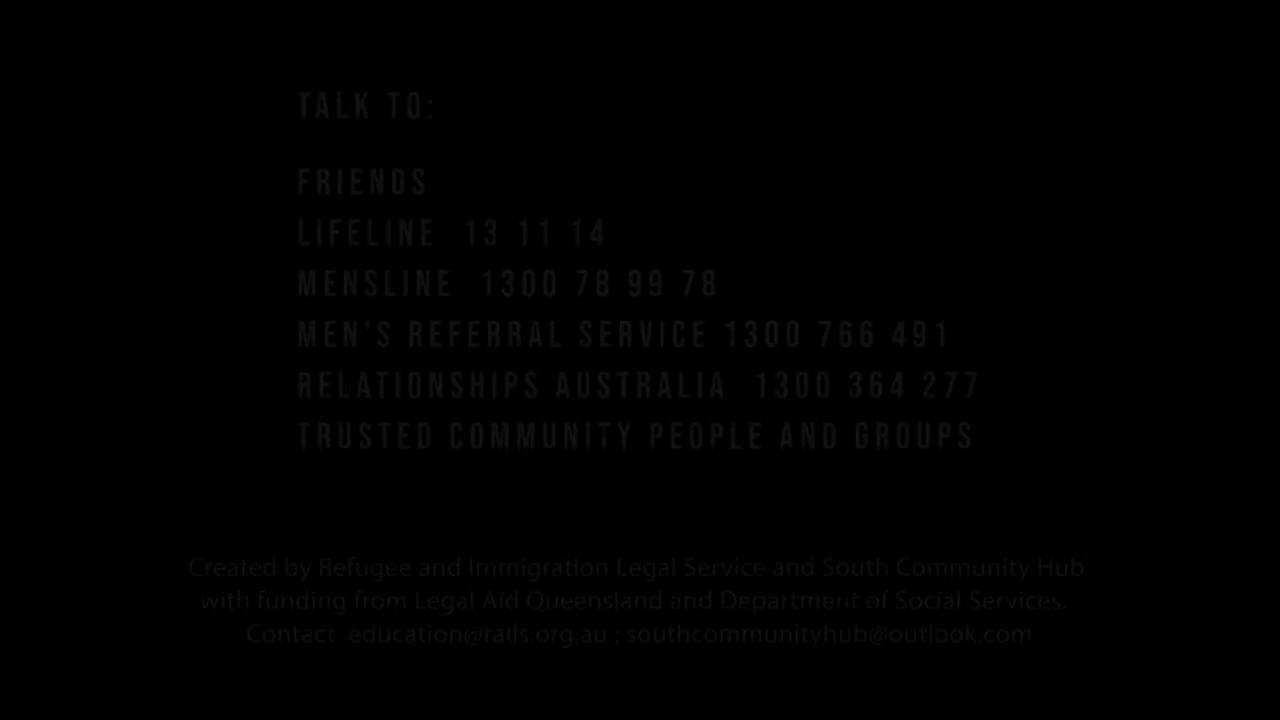 TALK TO:
FRIENDS
LIFELINE 13 11 14
MENSLINE 1300 78 99 78
MEN'S REFERRAL SERVICE 1300 766 491
RELATIONSHIPS AUSTRALIA 1300 364 277
TRUSTED COMMUNITY PEOPLE AND GROUPS
Created by Refugee and Immigration Legal Service and South Community Hub
with funding from Legal Aid Queensland and Department of Social Services.
Contact education@rails.org.au ; southcommunityhub@outlook.com